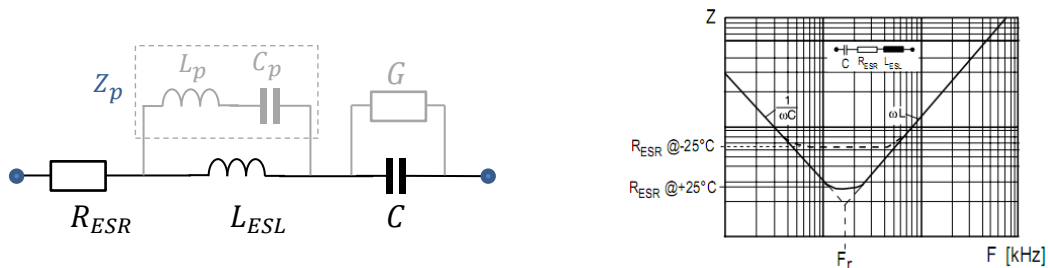 L_p C_p
Z_p
G
R_ESR L_ESL C
Z
C R_ESR L_ESL
1/ωC
ωL
R_ESR @-25°C
R_ESR @+25°C
F_r
F [kHz]